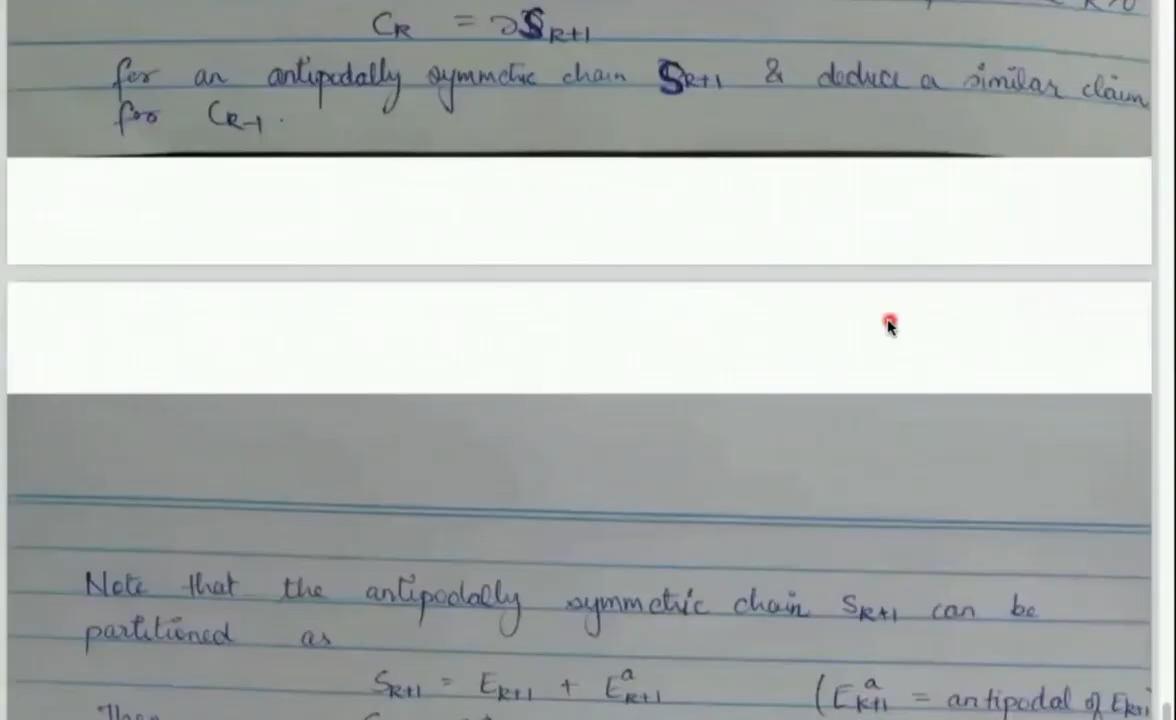 C_R = ∂S_{R+1}
for an antipodally symmetric chain S_{R+1} & deduce a similar claim
for C_{R-1}.
Note that the antipodally symmetric chain S_{R+1} can be
partitioned as
S_{R+1} = E_{R+1} + E^a_{R+1} (E^a_{R+1} = antipodal of E_{R+1}
Then